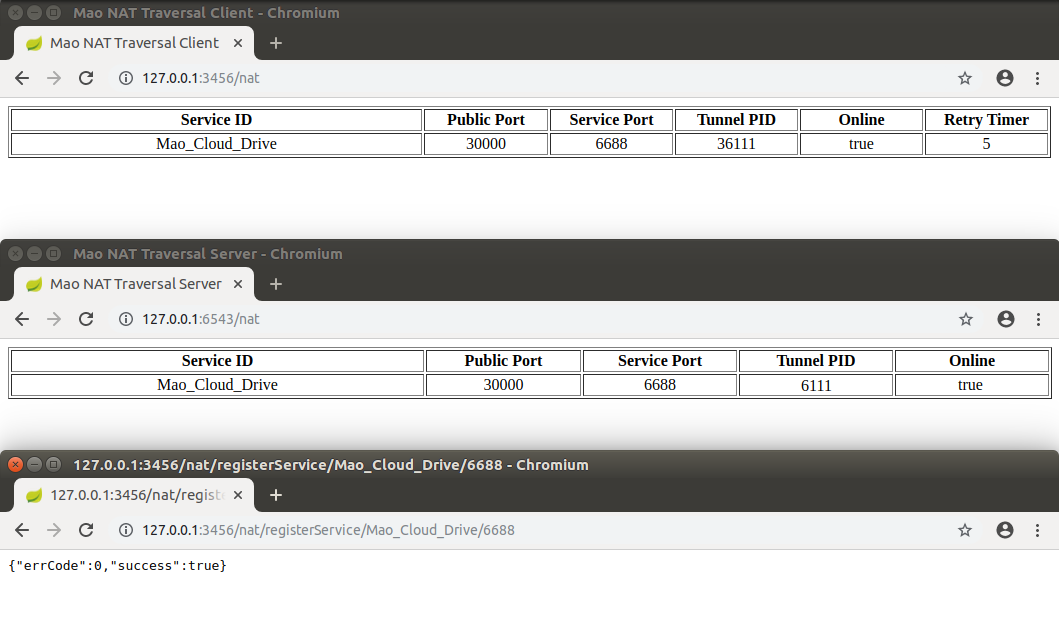 Mao NAT Traversal Client - Chromium
Mao NAT Traversal Client
127.0.0.1:3456/nat
Service ID Public Port Service Port Tunnel PID Online Retry Timer
Mao_Cloud_Drive 30000 6688 36111 true 5
Mao NAT Traversal Server - Chromium
Mao NAT Traversal Server
127.0.0.1:6543/nat
Service ID Public Port Service Port Tunnel PID Online
Mao_Cloud_Drive 30000 6688 6111 true
127.0.0.1:3456/nat/registerService/Mao_Cloud_Drive/6688 - Chromium
127.0.0.1:3456/nat/registe
127.0.0.1:3456/nat/registerService/Mao_Cloud_Drive/6688
{"errCode":0,"success":true}